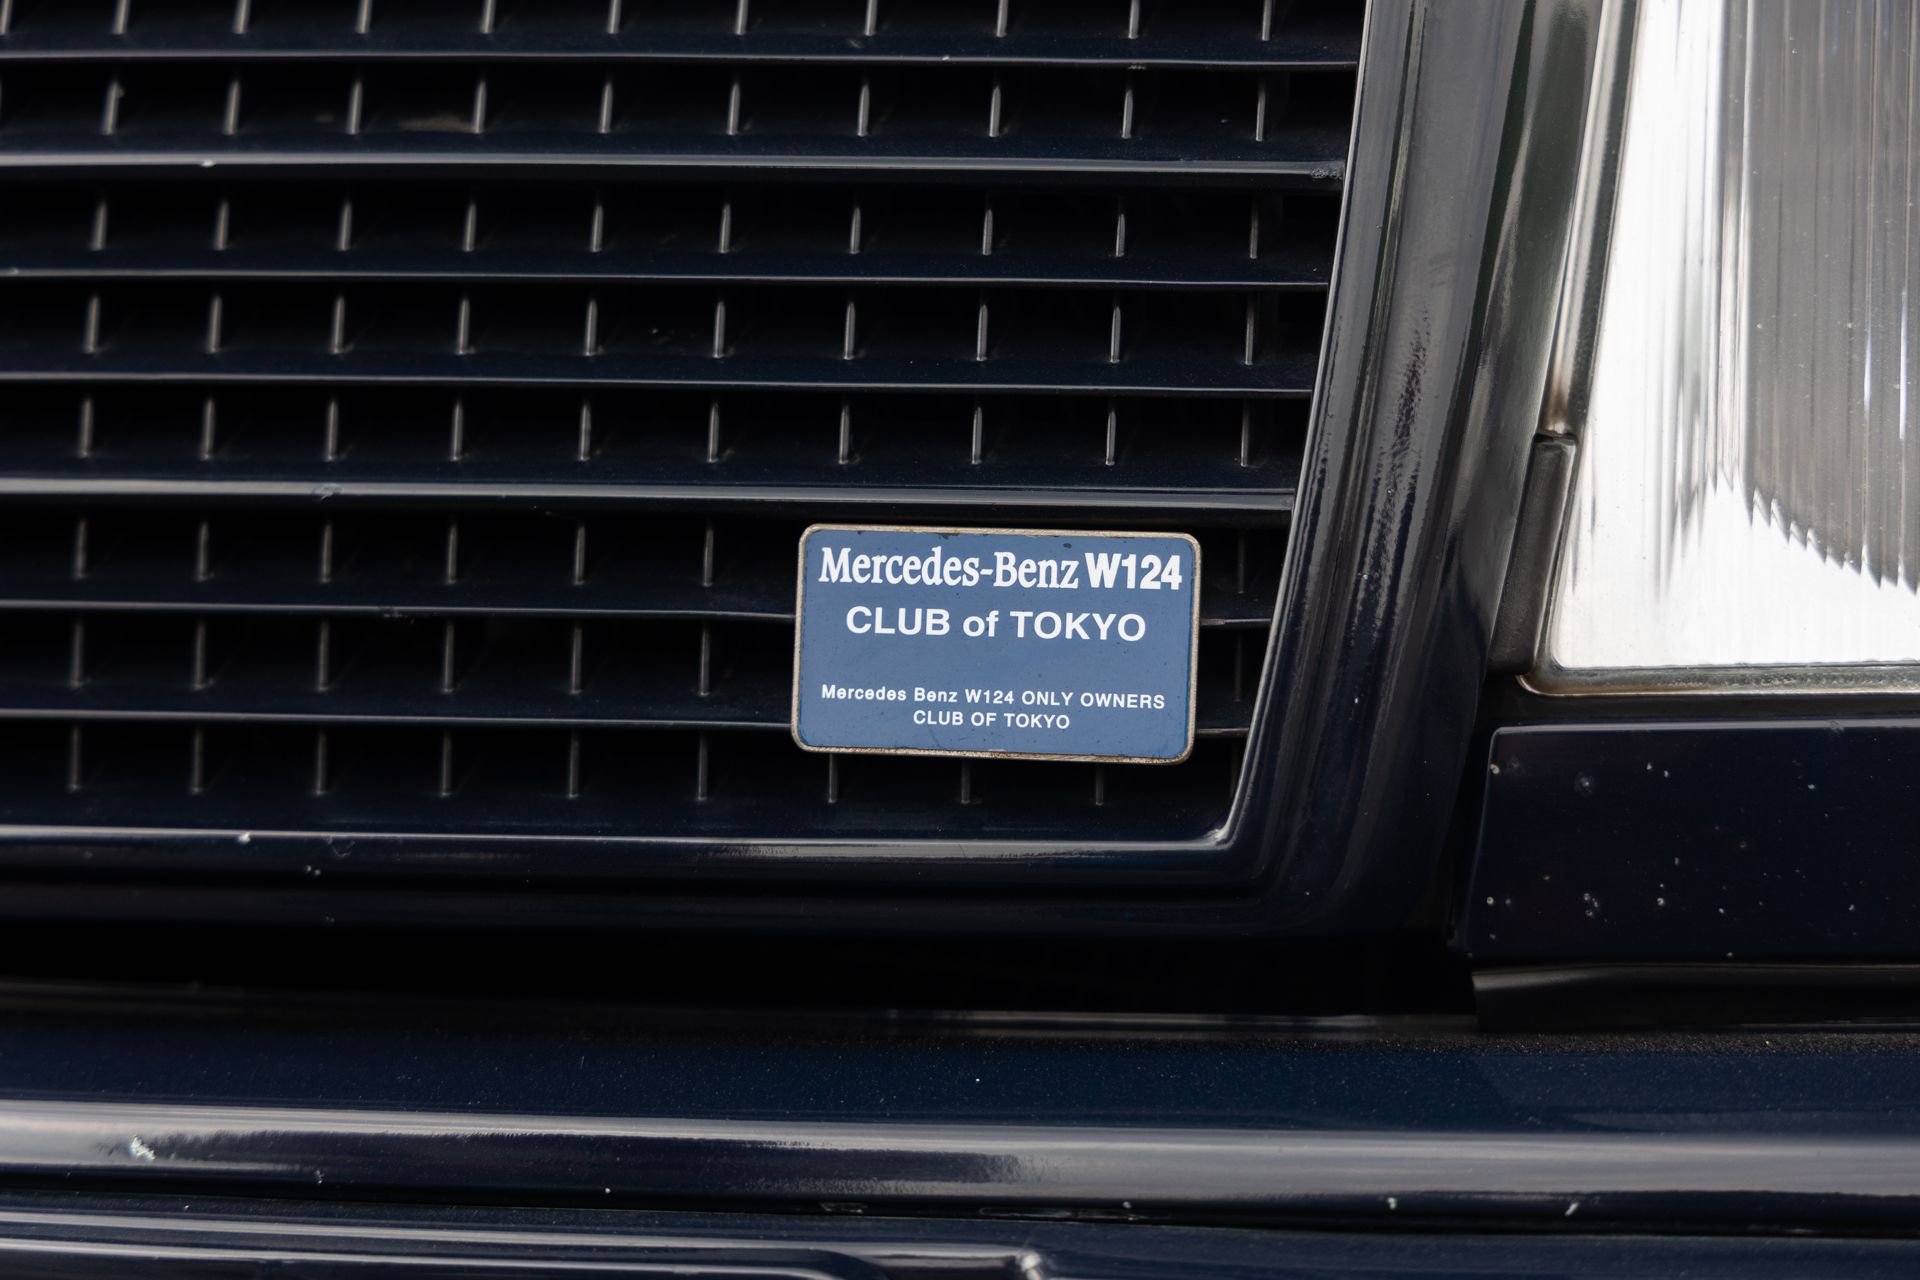 Mercedes-Benz W124
CLUB of TOKYO
Mercedes Benz W124 ONLY OWNERS
CLUB OF TOKYO